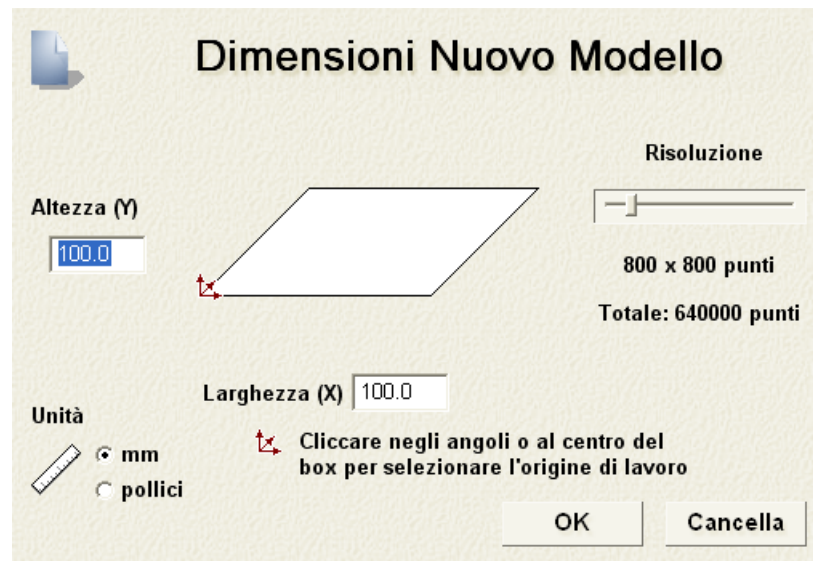 Dimensioni Nuovo Modello
Risoluzione
Altezza (Y)
100.0
800 x 800 punti
Totale: 640000 punti
Larghezza (X) 100.0
Unità
mm
pollici
Cliccare negli angoli o al centro del
box per selezionare l'origine di lavoro
OK
Cancella